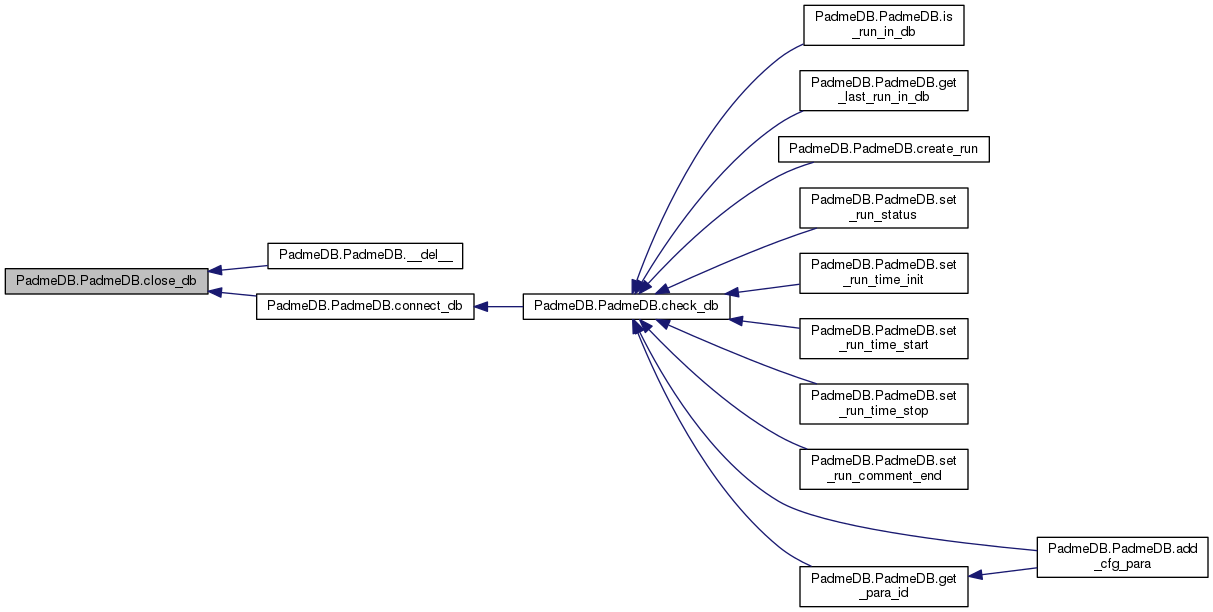 PadmeDB.PadmeDB.is
_run_in_db
PadmeDB.PadmeDB.get
_last_run_in_db
PadmeDB.PadmeDB.create_run
PadmeDB.PadmeDB.set
_run_status
PadmeDB.PadmeDB.__del__
PadmeDB.PadmeDB.close_db
PadmeDB.PadmeDB.connect_db
PadmeDB.PadmeDB.check_db
PadmeDB.PadmeDB.set
_run_time_init
PadmeDB.PadmeDB.set
_run_time_start
PadmeDB.PadmeDB.set
_run_time_stop
PadmeDB.PadmeDB.set
_run_comment_end
PadmeDB.PadmeDB.add
_cfg_para
PadmeDB.PadmeDB.get
_para_id